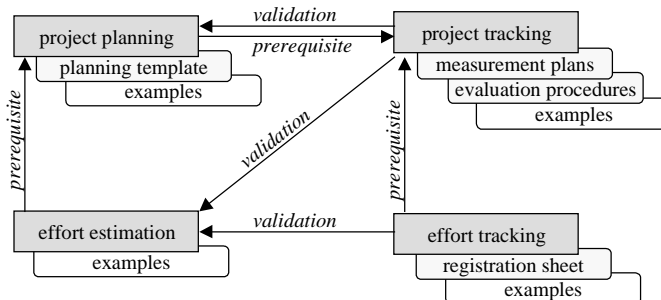 validation
project planning
prerequisite
project tracking
planning template
measurement plans
examples
evaluation procedures
examples
prerequisite
validation
prerequisite
effort estimation
validation
effort tracking
examples
registration sheet
examples